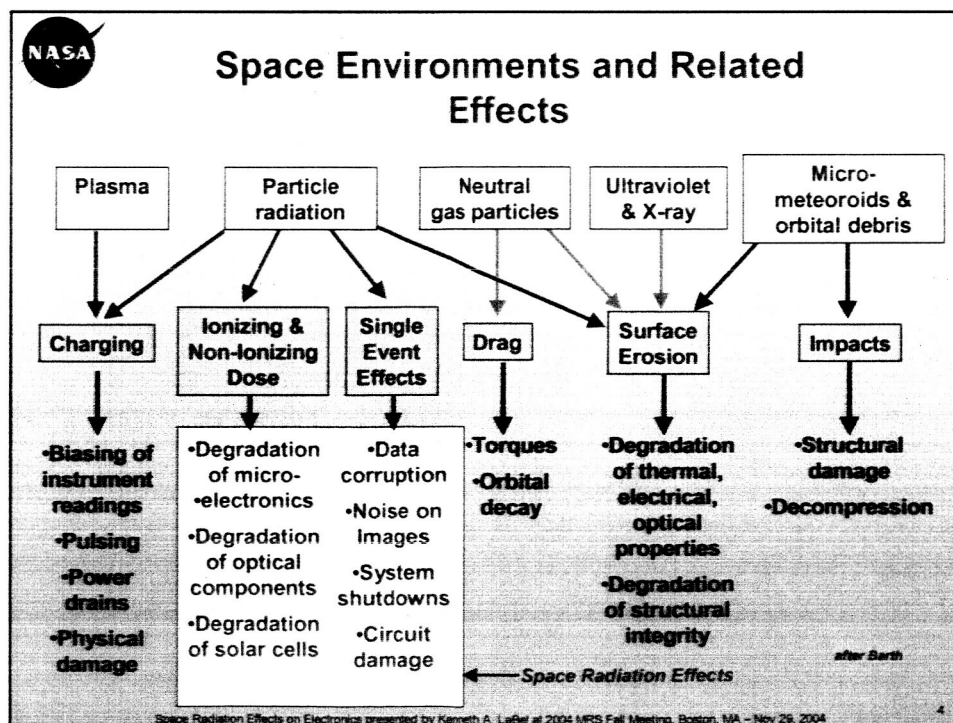 NASA
Space Environments and Related
Effects
Plasma
Particle
radiation
Neutral
gas particles
Ultraviolet
& X-ray
Micro-
meteoroids &
orbital debris
Charging
Ionizing &
Non-Ionizing
Dose
Single
Event
Effects
Drag
Surface
Erosion
Impacts
•Biasing of
instrument
readings
•Pulsing
•Power
drains
•Physical
damage
•Degradation
of micro-
•electronics
•Degradation
of optical
components
•Degradation
of solar cells
•Data
corruption
•Noise on
Images
•System
shutdowns
•Circuit
damage
•Torques
•Orbital
decay
•Degradation
of thermal,
electrical,
optical
properties
•Degradation
of structural
integrity
•Structural
damage
•Decompression
after Barth
Space Radiation Effects
4
Space Radiation Effects on Electronics presented by Kenneth A. LaBel at 2004 MRS Fall Meeting, Boston, MA – Nov 29, 2004